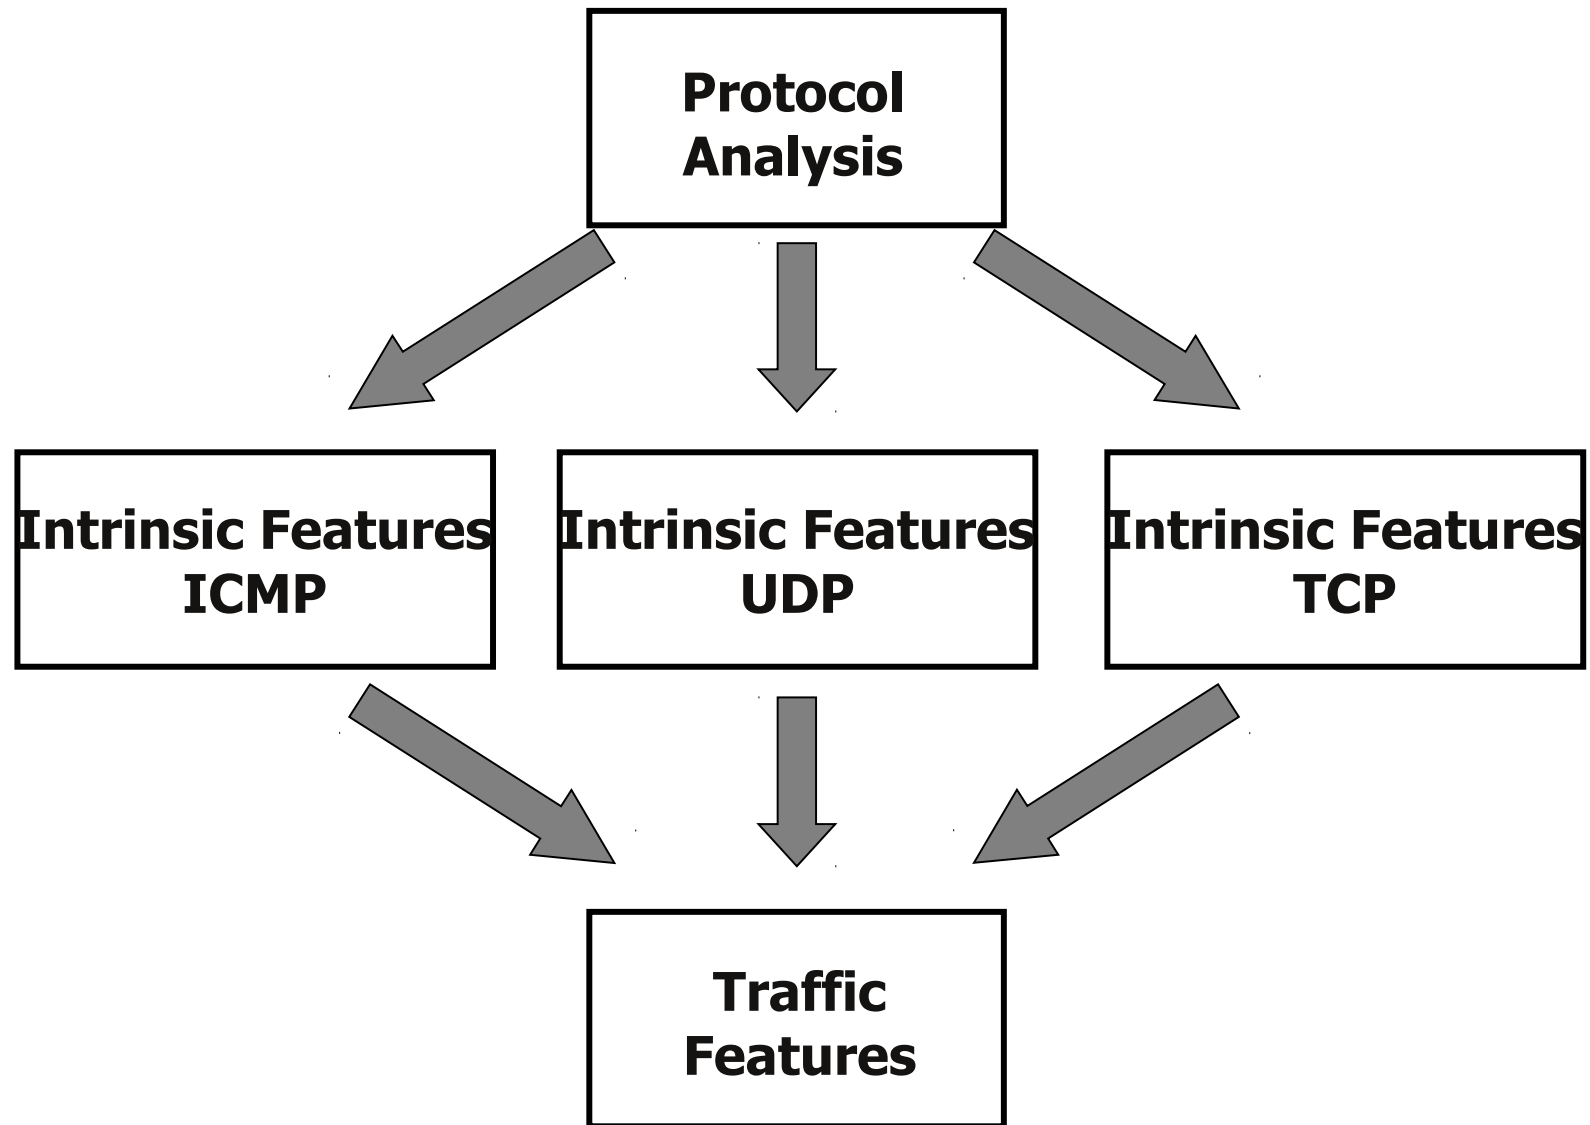 Protocol
Analysis
Intrinsic Features
ICMP
Intrinsic Features
UDP
Intrinsic Features
TCP
Traffic
Features